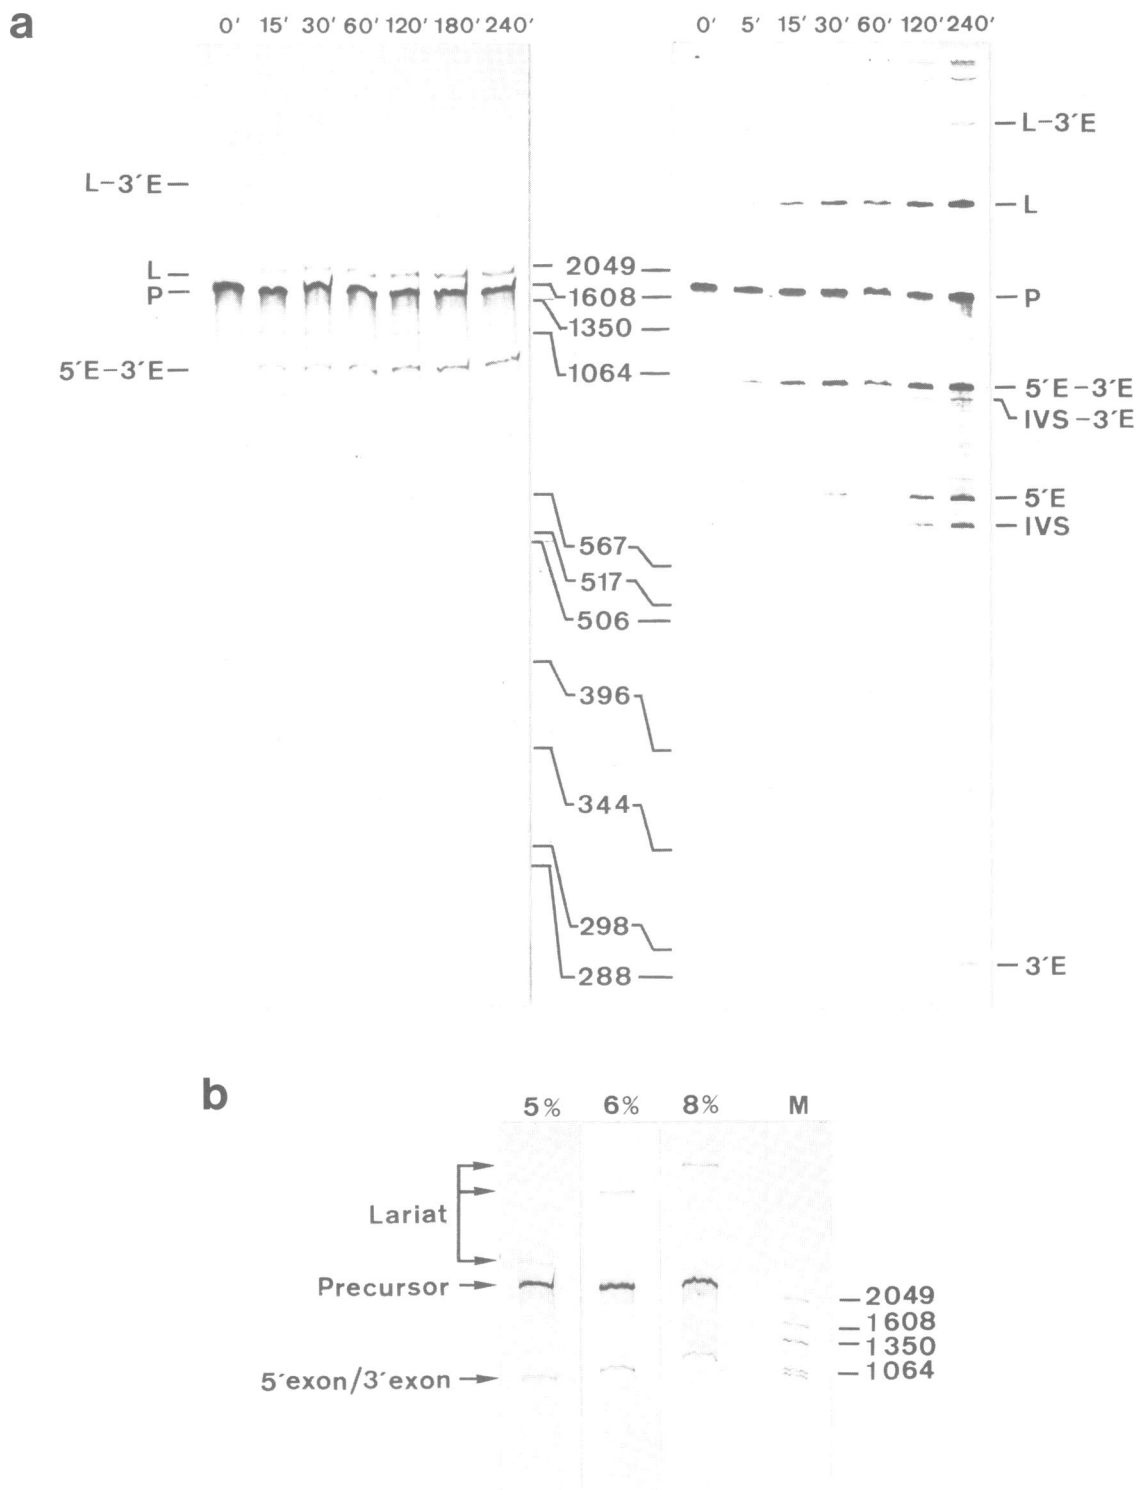 a
0' 15' 30' 60' 120' 180' 240' 0' 5' 15' 30' 60' 120' 240'
L-3'E
L-3'E
L
L
2049
P
1608
P
1350
5'E-3'E
1064
5'E-3'E
IVS-3'E
5'E
IVS
567
517
506
396
344
298
3'E
288
b
5% 6% 8% M
Lariat
Precursor
2049
1608
1350
5'exon/3'exon
1064